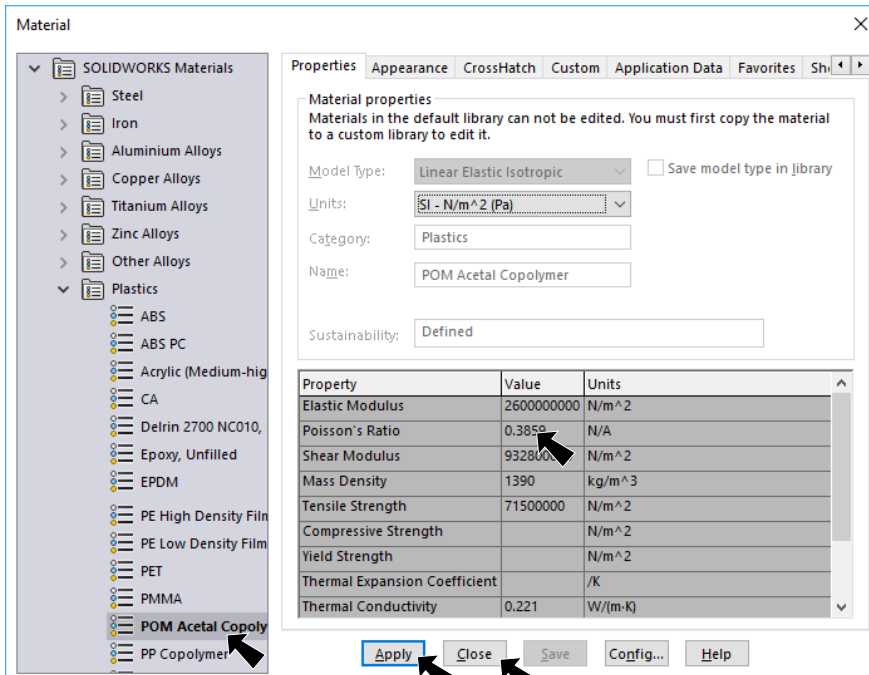 Material
SOLIDWORKS Materials
Steel
Iron
Aluminium Alloys
Copper Alloys
Titanium Alloys
Zinc Alloys
Other Alloys
Plastics
ABS
ABS PC
Acrylic (Medium-hig
CA
Delrin 2700 NC010,
Epoxy, Unfilled
EPDM
PE High Density Film
PE Low Density Film
PET
PMMA
POM Acetal Copoly
PP Copolymer
Properties Appearance CrossHatch Custom Application Data Favorites She
Material properties
Materials in the default library can not be edited. You must first copy the material
to a custom library to edit it.
Model Type: Linear Elastic Isotropic Save model type in library
Units: SI - N/m^2 (Pa)
Category: Plastics
Name: POM Acetal Copolymer
Sustainability: Defined
Property Value Units
Elastic Modulus 2600000000 N/m^2
Poisson's Ratio 0.3859 N/A
Shear Modulus N/m^2
Mass Density 1390 kg/m^3
Tensile Strength 71500000 N/m^2
Compressive Strength N/m^2
Yield Strength N/m^2
Thermal Expansion Coefficient /K
Thermal Conductivity 0.221 W/(m·K)
Apply Close Save Config... Help